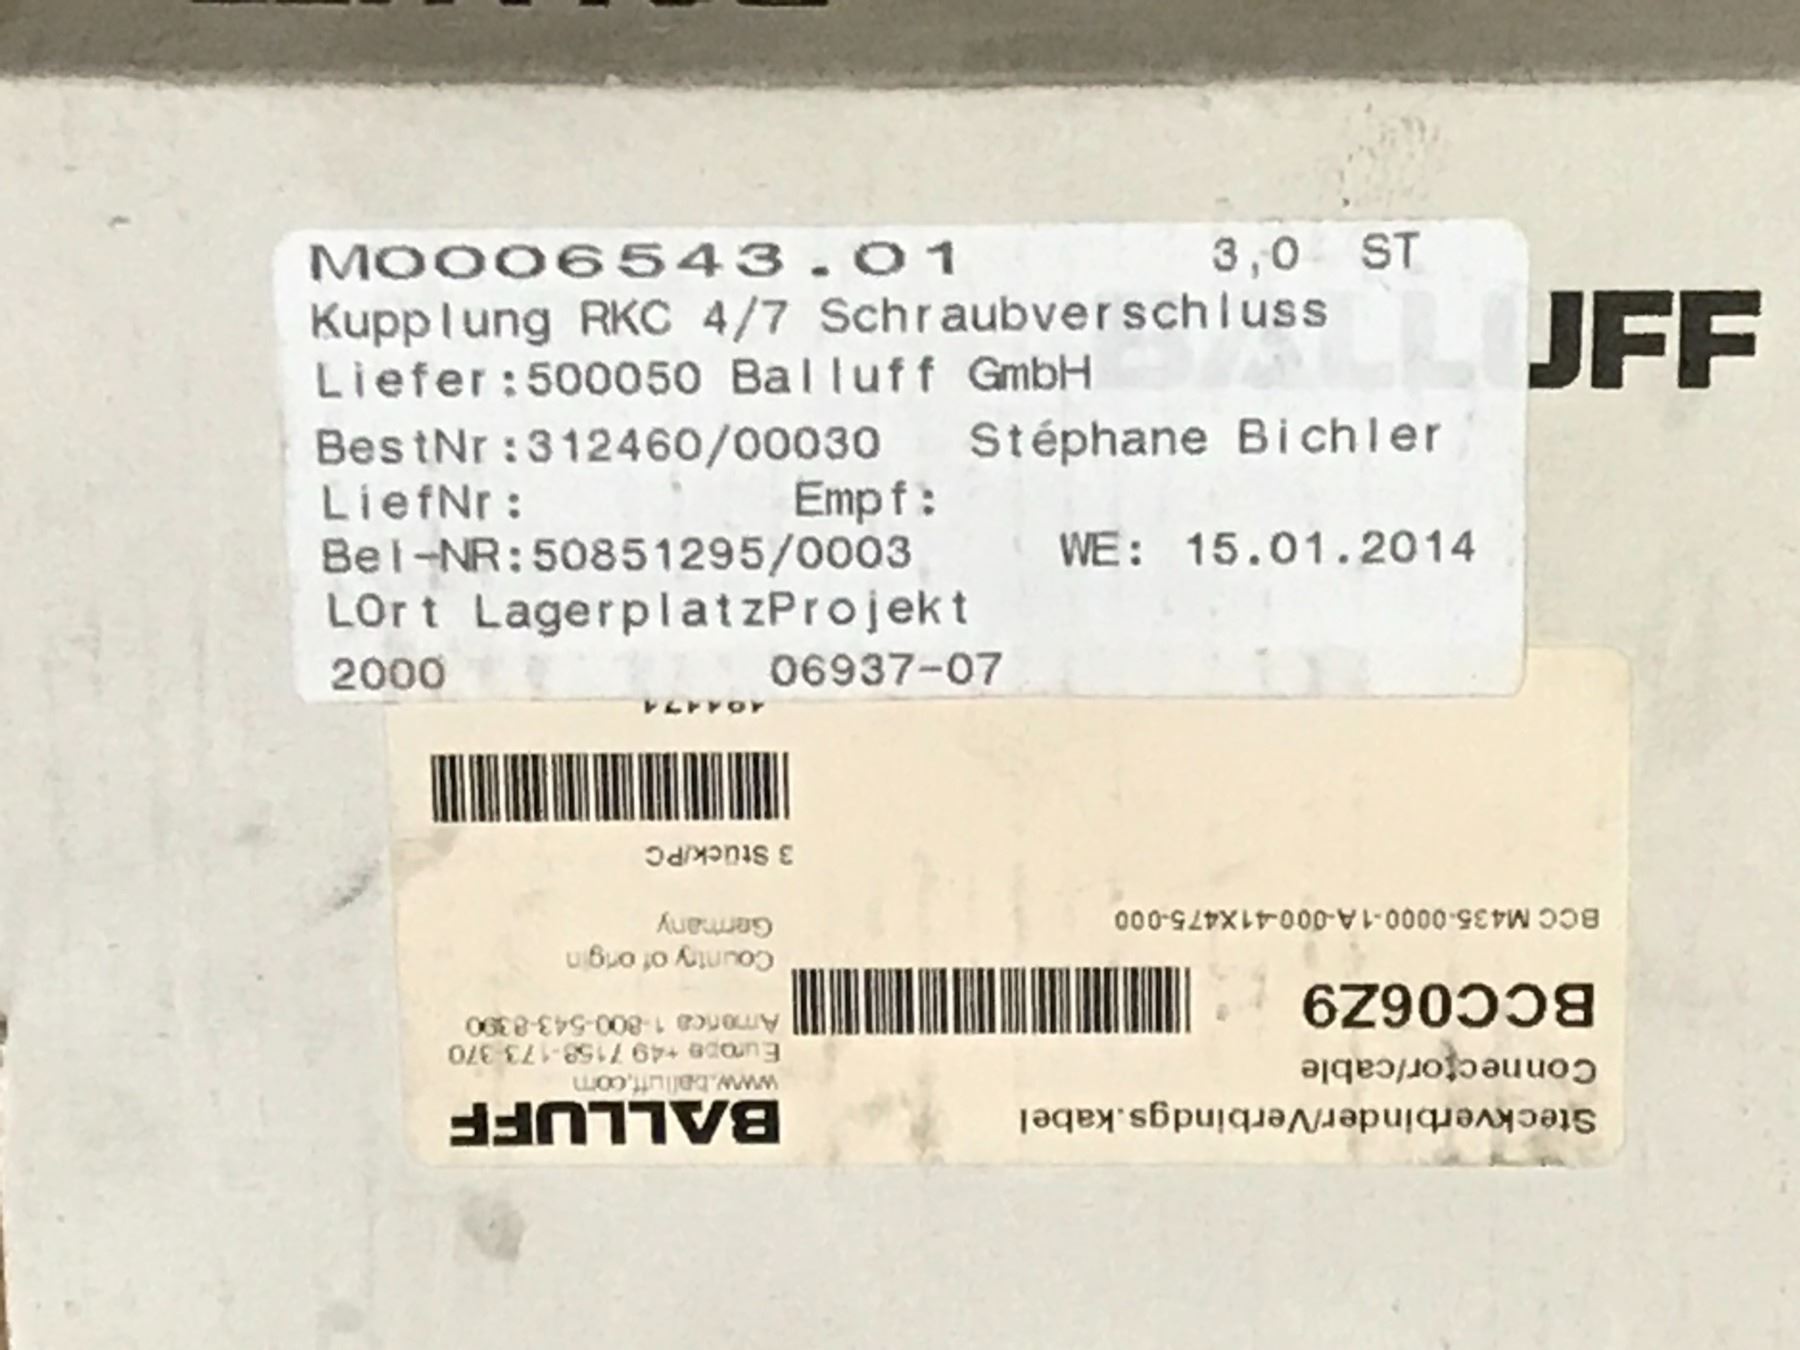 M0006543.01 3,0 ST
Kupplung RKC 4/7 Schraubverschluss
Liefer:500050 Balluff GmbH
BestNr:312460/00030 Stéphane Bichler
LiefNr: Empf:
Bel-NR:50851295/0003 WE: 15.01.2014
LOrt LagerplatzProjekt
2000 06937-07
UFF
BALLUFF
www.balluff.com
Europe +49 7158-173-370
America 1-800-543-8390
Country of origin
Germany
3 Stück/PC
Steckverbinder/Verbindgs.kabel
Connector/cable
BCC06Z9
BCC M435-0000-1A-000-41X475-000